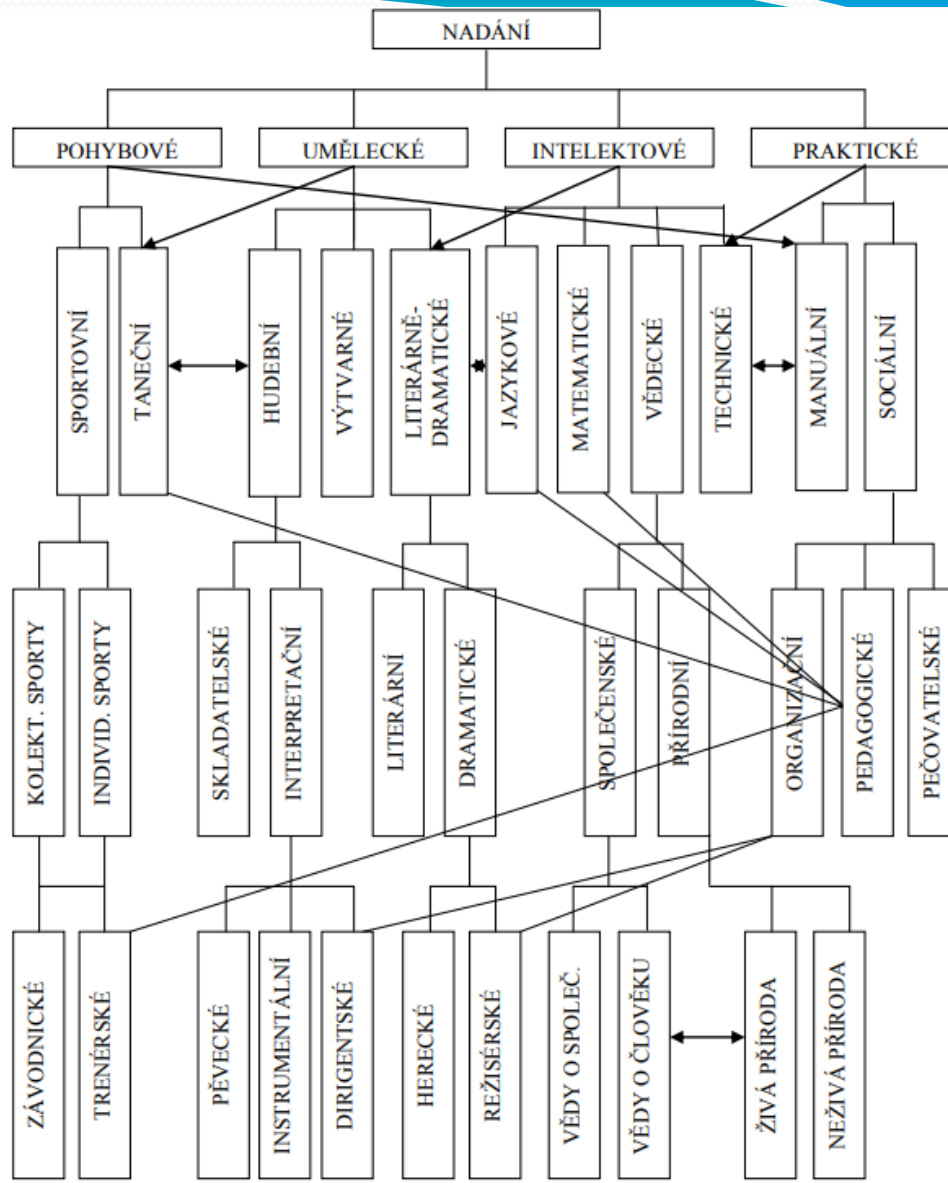 NADÁNÍ
POHYBOVÉ
UMĚLECKÉ
INTELEKTOVÉ
PRAKTICKÉ
SPORTOVNÍ
TANEČNÍ
HUDEBNÍ
VÝTVARNÉ
LITERÁRNĚ-
DRAMATICKÉ
JAZYKOVÉ
MATEMATICKÉ
VĚDECKÉ
TECHNICKÉ
MANUÁLNÍ
SOCIÁLNÍ
KOLEKT. SPORTY
INDIVID. SPORTY
SKLADATELSKÉ
INTERPRETAČNÍ
LITERÁRNÍ
DRAMATICKÉ
SPOLEČENSKÉ
PŘÍRODNÍ
ORGANIZAČNÍ
PEDAGOGICKÉ
PEČOVATELSKÉ
ZÁVODNICKÉ
TRENÉRSKÉ
PĚVECKÉ
INSTRUMENTÁLNÍ
DIRIGENTSKÉ
HERECKÉ
REŽISÉRSKÉ
VĚDY O SPOLEČ.
VĚDY O ČLOVĚKU
ŽIVÁ PŘÍRODA
NEŽIVÁ PŘÍRODA